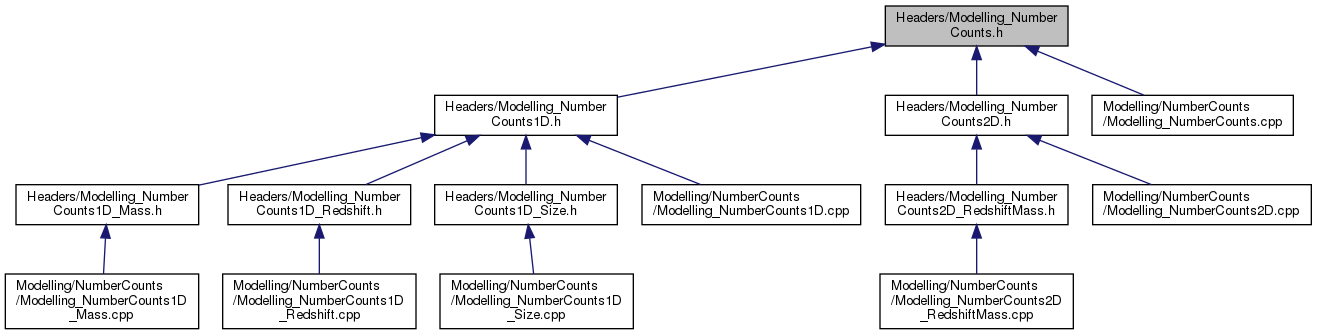 Headers/Modelling_Number
Counts.h
Headers/Modelling_Number
Counts1D.h
Headers/Modelling_Number
Counts2D.h
Modelling/NumberCounts
/Modelling_NumberCounts.cpp
Headers/Modelling_Number
Counts1D_Mass.h
Headers/Modelling_Number
Counts1D_Redshift.h
Headers/Modelling_Number
Counts1D_Size.h
Modelling/NumberCounts
/Modelling_NumberCounts1D.cpp
Headers/Modelling_Number
Counts2D_RedshiftMass.h
Modelling/NumberCounts
/Modelling_NumberCounts2D.cpp
Modelling/NumberCounts
/Modelling_NumberCounts1D
_Mass.cpp
Modelling/NumberCounts
/Modelling_NumberCounts1D
_Redshift.cpp
Modelling/NumberCounts
/Modelling_NumberCounts1D
_Size.cpp
Modelling/NumberCounts
/Modelling_NumberCounts2D
_RedshiftMass.cpp